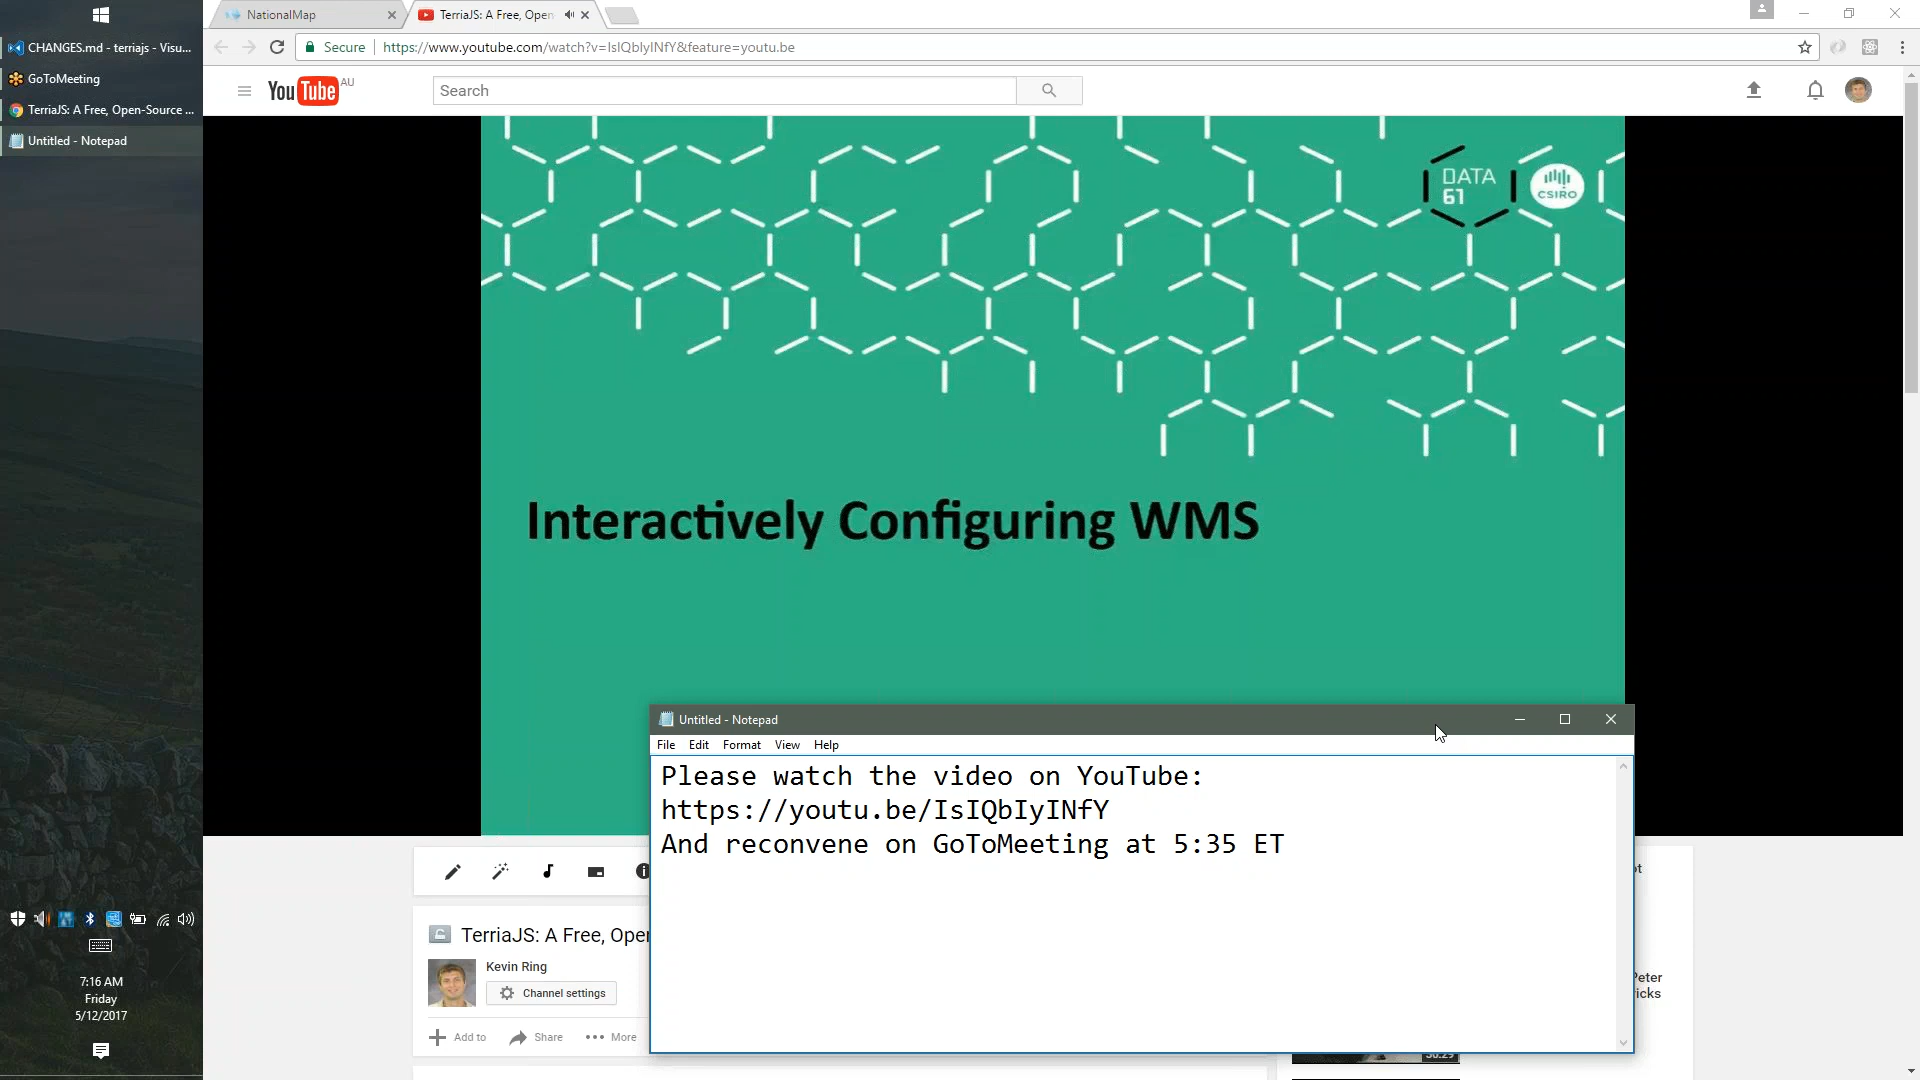 CHANGES.md - terriajs - Visu...
GoToMeeting
TerriaJS: A Free, Open-Source ...
Untitled - Notepad
7:16 AM
Friday
5/12/2017
NationalMap
TerriaJS: A Free, Open
Secure
https://www.youtube.com/watch?v=IsIQbIyINfY&feature=youtu.be
YouTube AU
Search
DATA
61
CSIRO
Interactively Configuring WMS
Untitled - Notepad
File Edit Format View Help
Please watch the video on YouTube:
https://youtu.be/IsIQbIyINfY
And reconvene on GoToMeeting at 5:35 ET
TerriaJS: A Free, Oper
Kevin Ring
Channel settings
Add to Share More